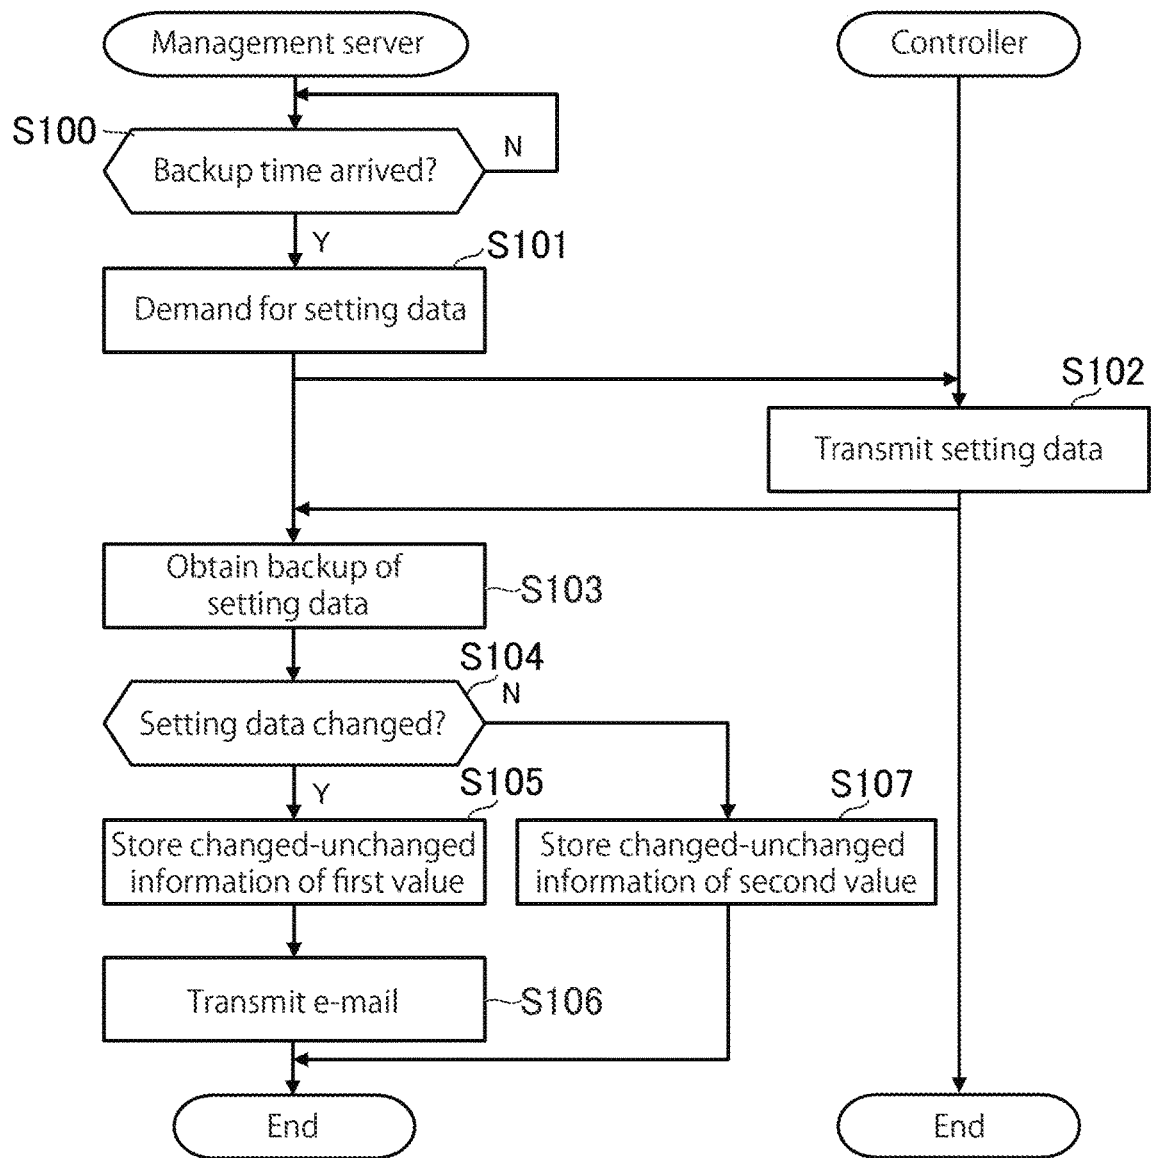 Management server
Controller
S100
Backup time arrived?
N
Y
S101
Demand for setting data
S102
Transmit setting data
Obtain backup of
setting data
S103
S104
Setting data changed?
N
Y
S105
Store changed-unchanged
information of first value
S107
Store changed-unchanged
information of second value
Transmit e-mail
S106
End
End